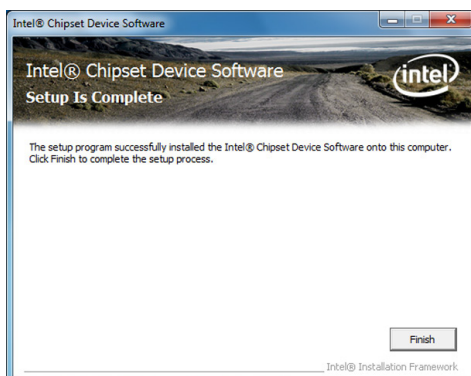 Intel® Chipset Device Software
Intel® Chipset Device Software
Setup Is Complete
intel
The setup program successfully installed the Intel® Chipset Device Software onto this computer.
Click Finish to complete the setup process.
Finish
Intel® Installation Framework